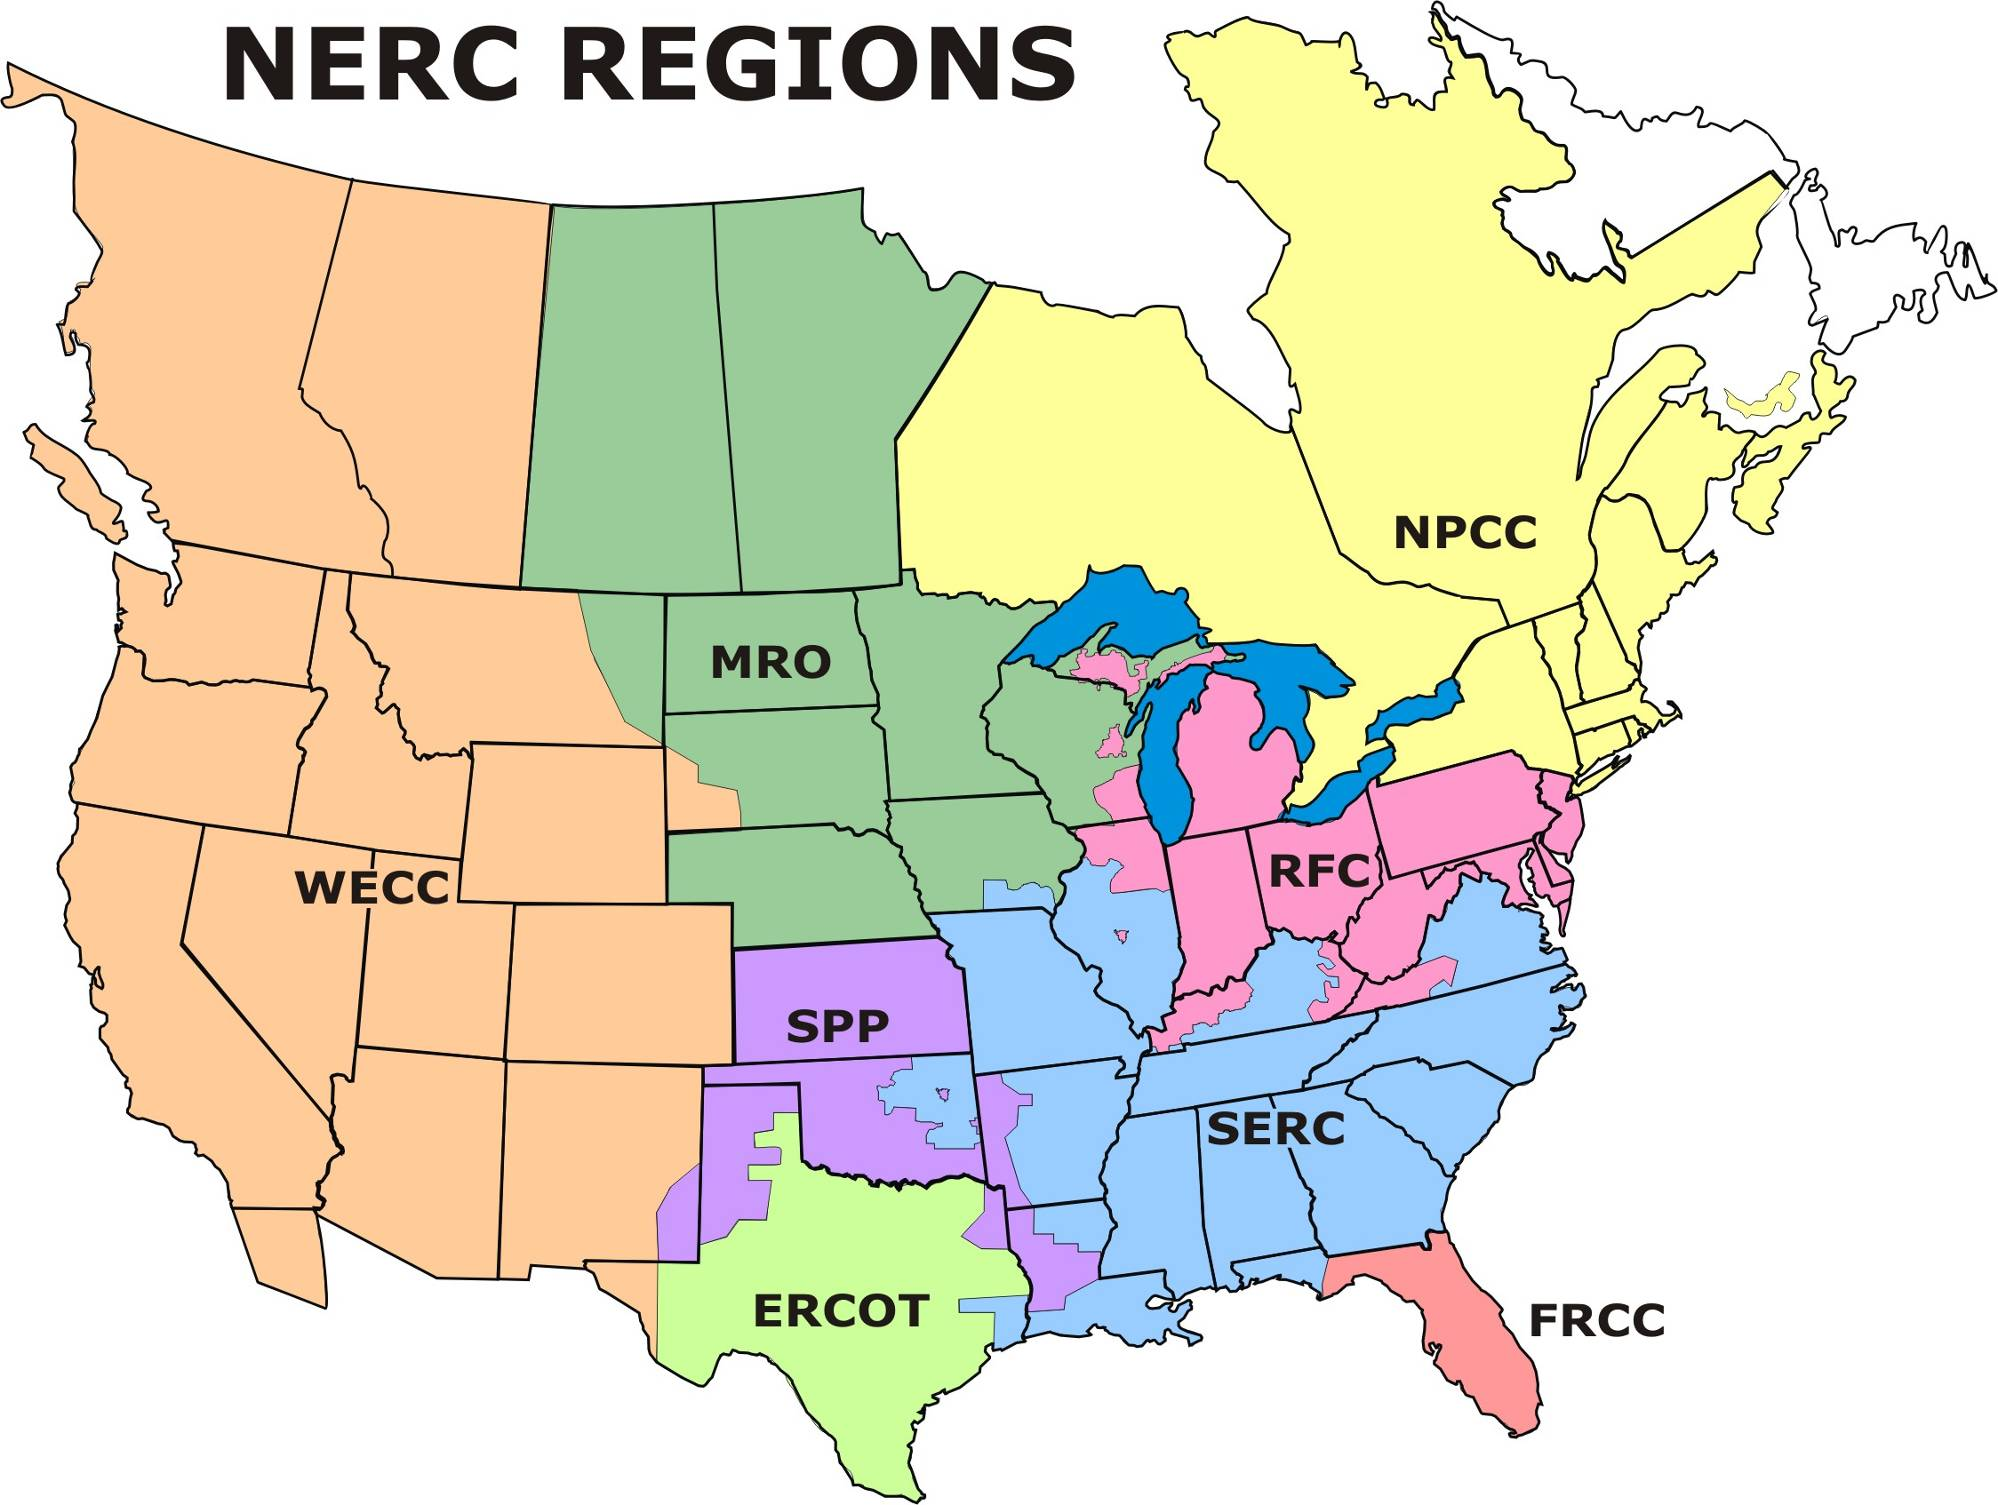 NERC REGIONS
NPCC
MRO
RFC
WECC
SPP
SERC
ERCOT
FRCC